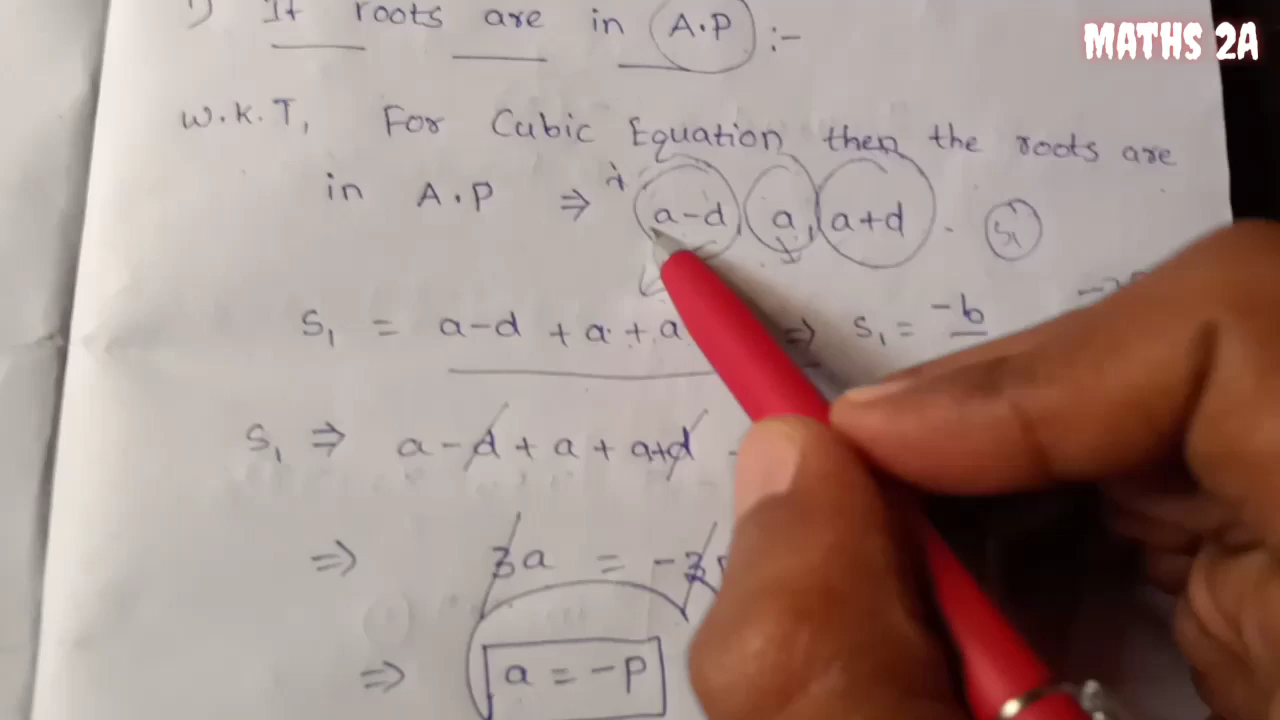 1) If roots are in A.P :-
MATHS 2A
W.K.T, For Cubic Equation then the roots are
in A.P ⇒ a-d, a, a+d. S₁
S₁ = a-d + a + a ⇒ S₁ = -b
S₁ ⇒ a - d + a + a+d
⇒ 3a = -3
⇒ a = -P